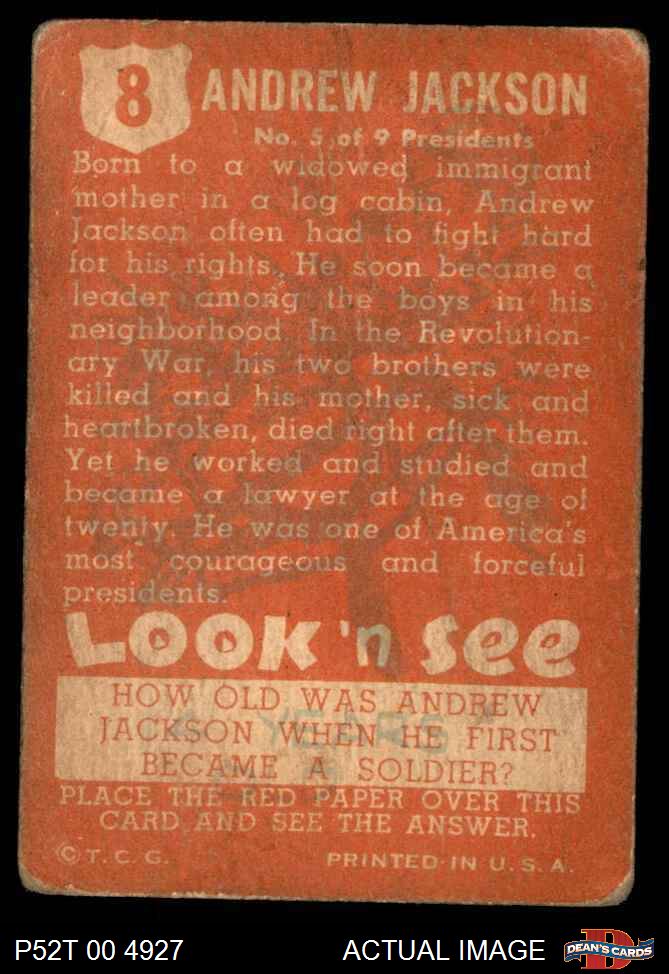 8 ANDREW JACKSON
No. 5 of 9 Presidents
Born to a widowed immigrant
mother in a log cabin, Andrew
Jackson often had to fight hard
for his rights. He soon became a
leader among the boys in his
neighborhood. In the Revolution-
ary War, his two brothers were
killed and his mother, sick and
heartbroken, died right after them.
Yet he worked and studied and
became a lawyer at the age of
twenty. He was one of America's
most courageous and forceful
presidents.
LOOK 'n SEE
HOW OLD WAS ANDREW
JACKSON WHEN HE FIRST
BECAME A SOLDIER?
PLACE THE RED PAPER OVER THIS
CARD AND SEE THE ANSWER.
© T. C. G. PRINTED IN U. S. A.
P52T 00 4927 ACTUAL IMAGE DEAN'S CARDS